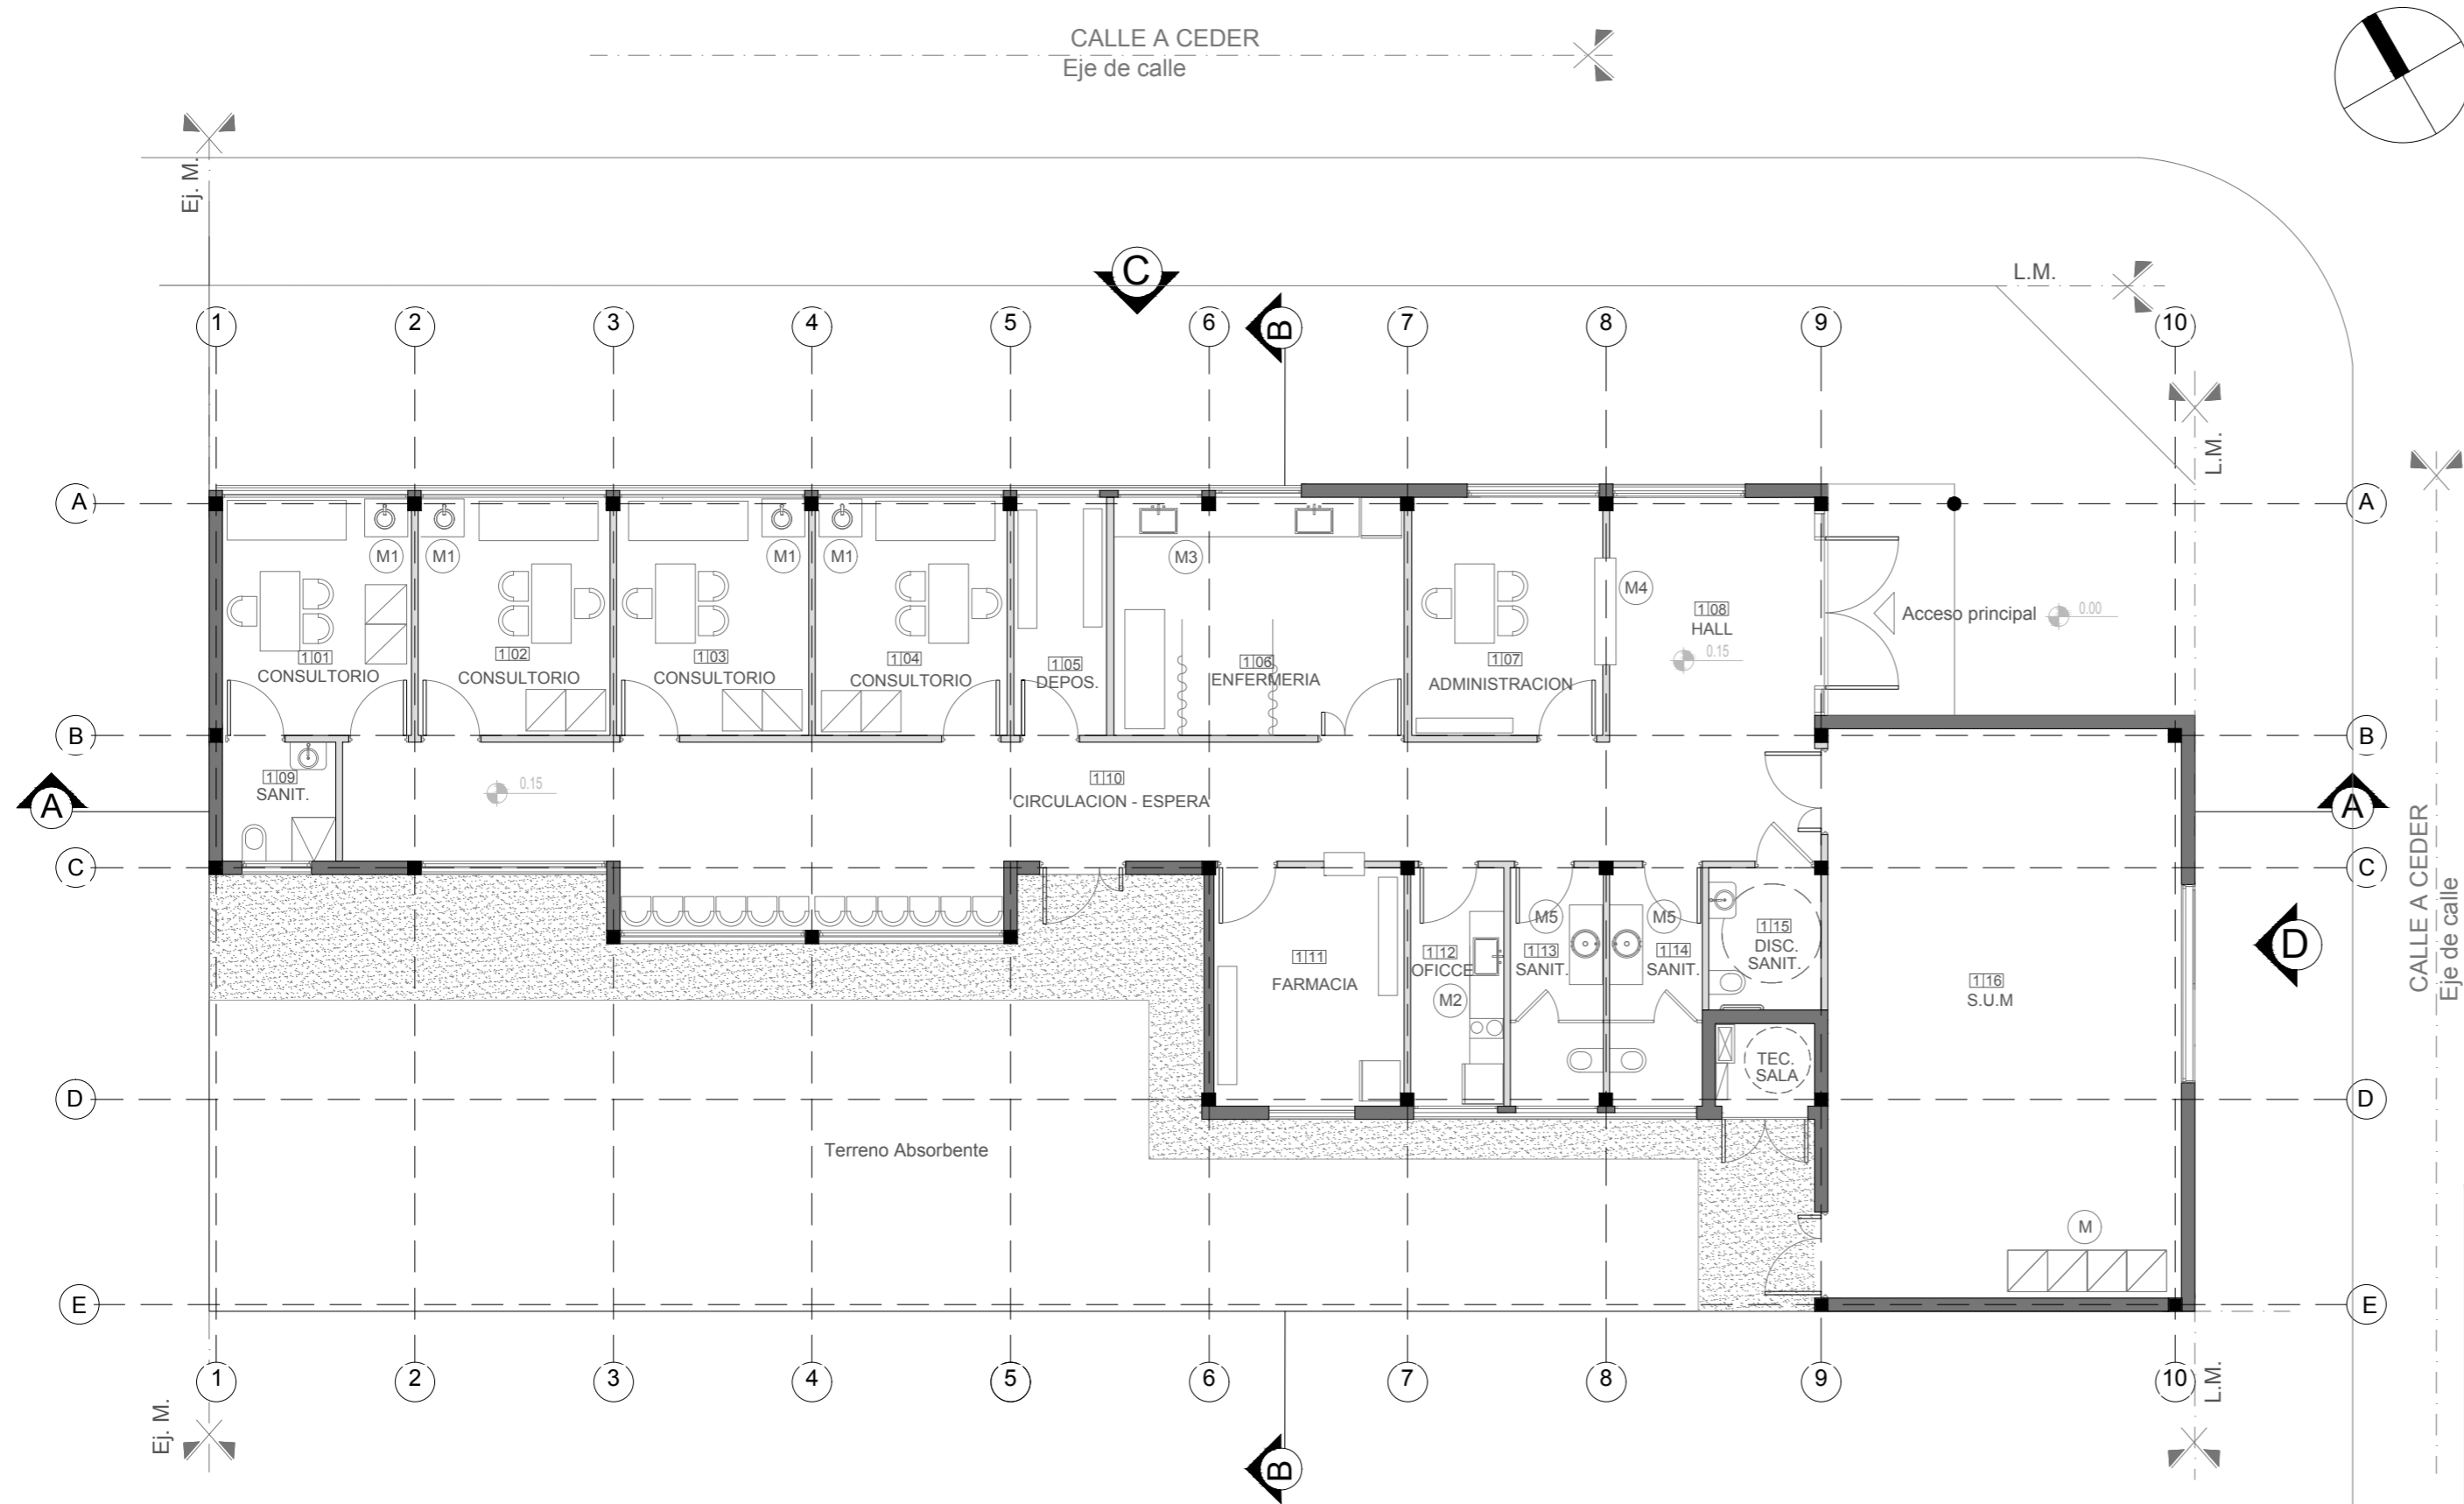 CALLE A CEDER
Eje de calle
Ej. M.
L.M.
C
1
2
3
4
5
6
B
7
8
9
10
L.M.
A
A
M1
M1
M1
M1
M3
M4
1|08
HALL
0.15
Acceso principal
0.00
1|01
CONSULTORIO
1|02
CONSULTORIO
1|03
CONSULTORIO
1|04
CONSULTORIO
1|05
DEPOS.
1|06
ENFERMERIA
1|07
ADMINISTRACION
B
B
1|09
SANIT.
0.15
1|10
CIRCULACION - ESPERA
A
A
C
C
CALLE A CEDER
Eje de calle
D
1|11
FARMACIA
1|12
OFICCE
M2
M5
1|13
SANIT.
M5
1|14
SANIT.
1|15
DISC.
SANIT.
1|16
S.U.M
TEC.
SALA
D
D
Terreno Absorbente
M
E
E
1
2
3
4
5
6
7
8
9
10
Ej. M.
L.M.
B